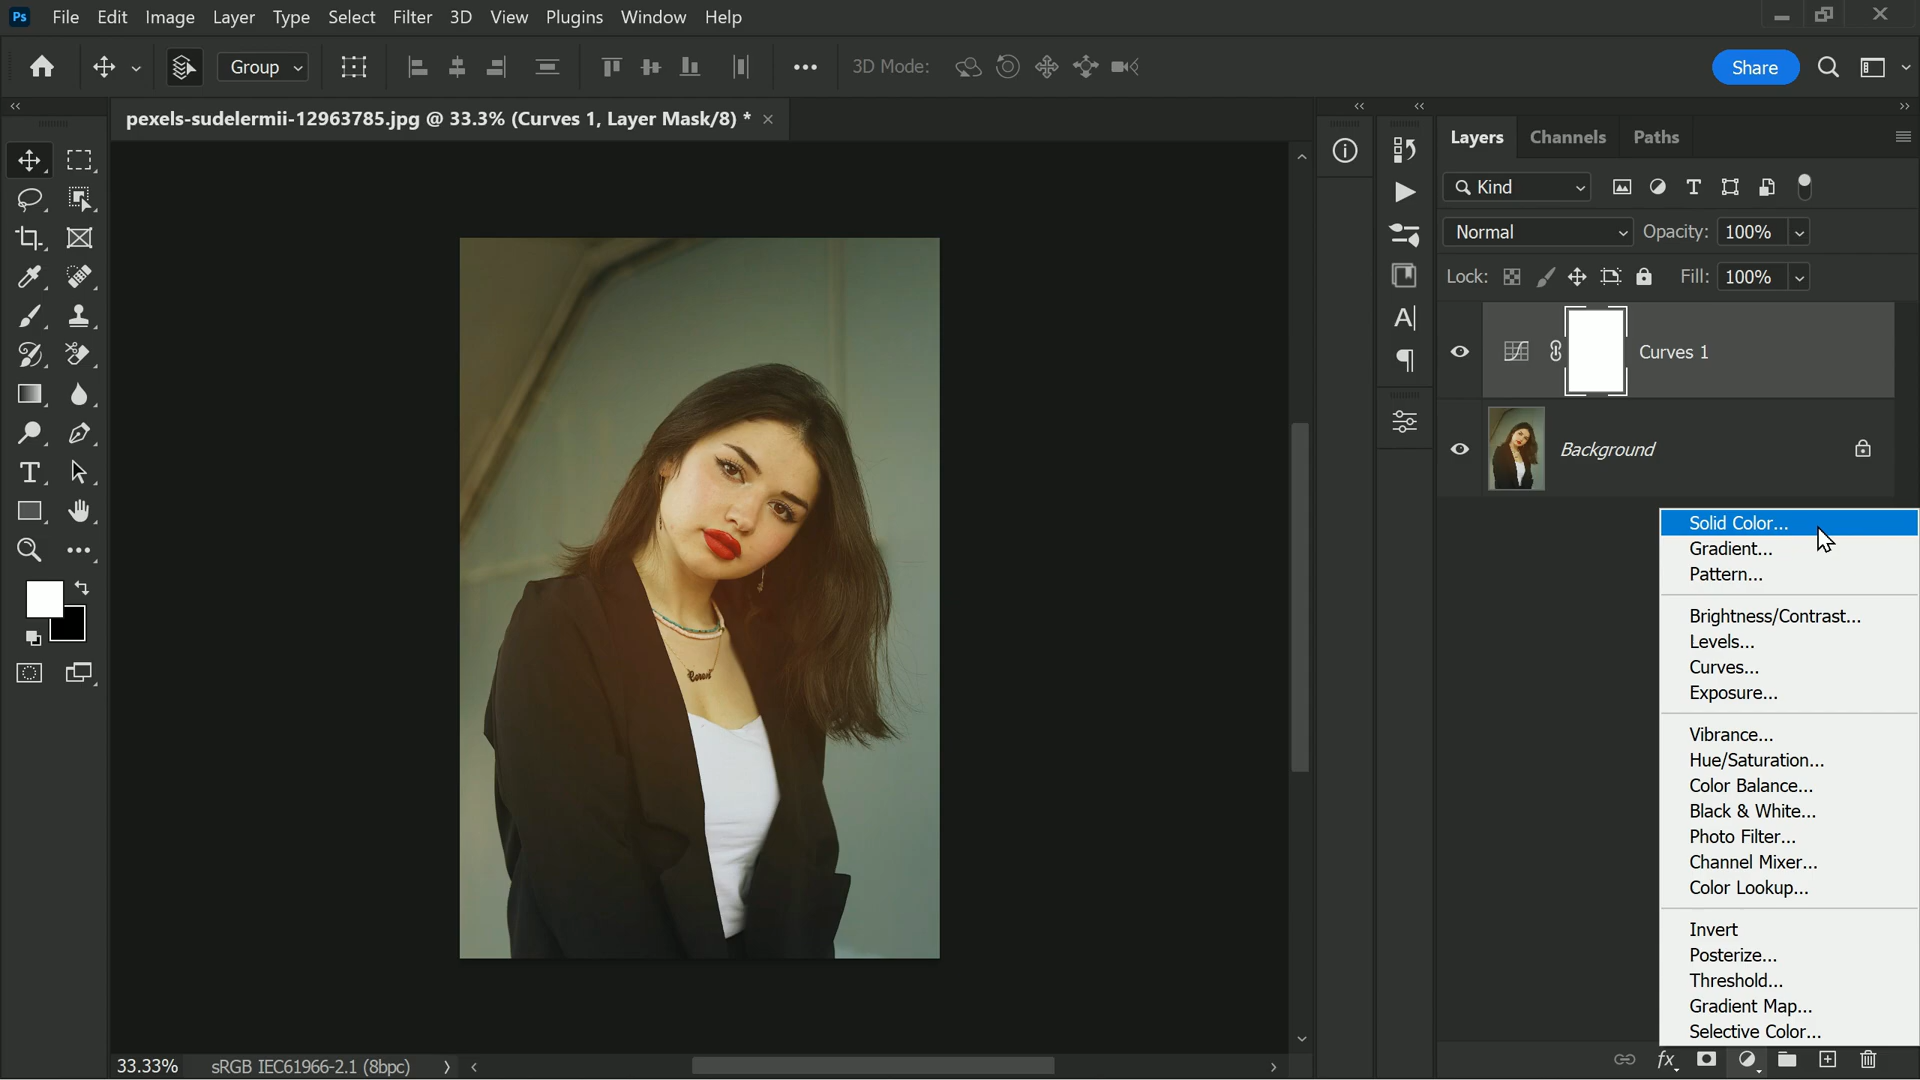 Ps File Edit Image Layer Type Select Filter 3D View Plugins Window Help
Group 3D Mode: Share
pexels-sudelermii-12963785.jpg @ 33.3% (Curves 1, Layer Mask/8) *
Layers Channels Paths
Kind
Normal Opacity: 100%
Lock: Fill: 100%
Curves 1
Background
Solid Color...
Gradient...
Pattern...
Brightness/Contrast...
Levels...
Curves...
Exposure...
Vibrance...
Hue/Saturation...
Color Balance...
Black & White...
Photo Filter...
Channel Mixer...
Color Lookup...
Invert
Posterize...
Threshold...
Gradient Map...
Selective Color...
33.33% sRGB IEC61966-2.1 (8bpc)
fx